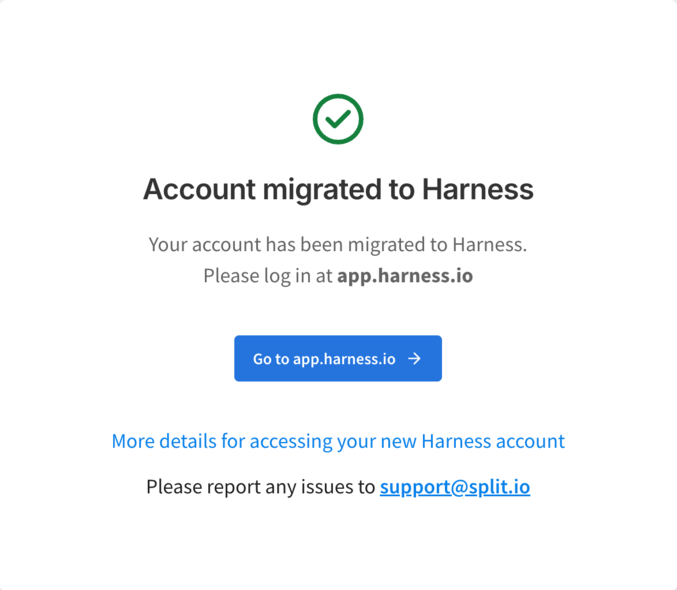 Account migrated to Harness
Your account has been migrated to Harness.
Please log in at app.harness.io
Go to app.harness.io →
More details for accessing your new Harness account
Please report any issues to support@split.io